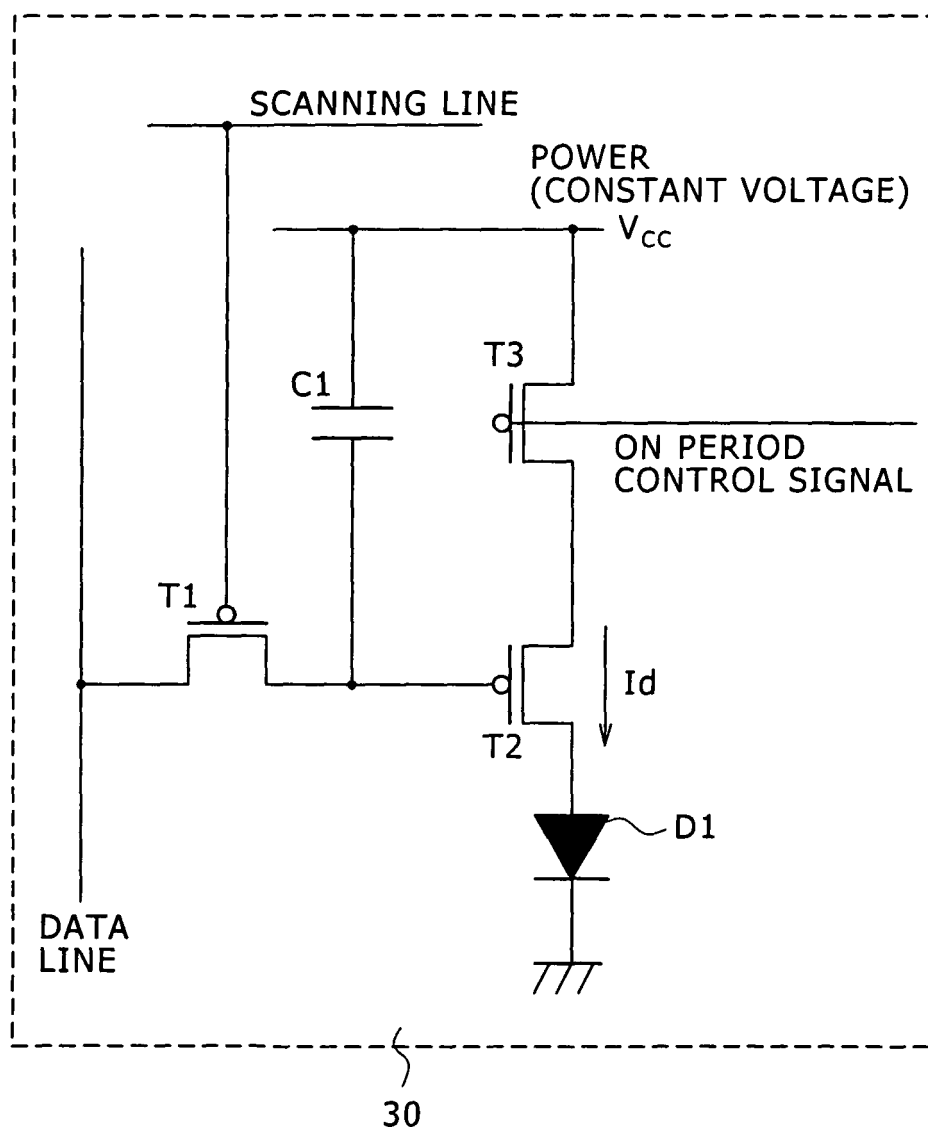 SCANNING LINE
POWER
(CONSTANT VOLTAGE)
VCC
T3
C1
ON PERIOD
CONTROL SIGNAL
T1
Id
T2
D1
DATA
LINE
30